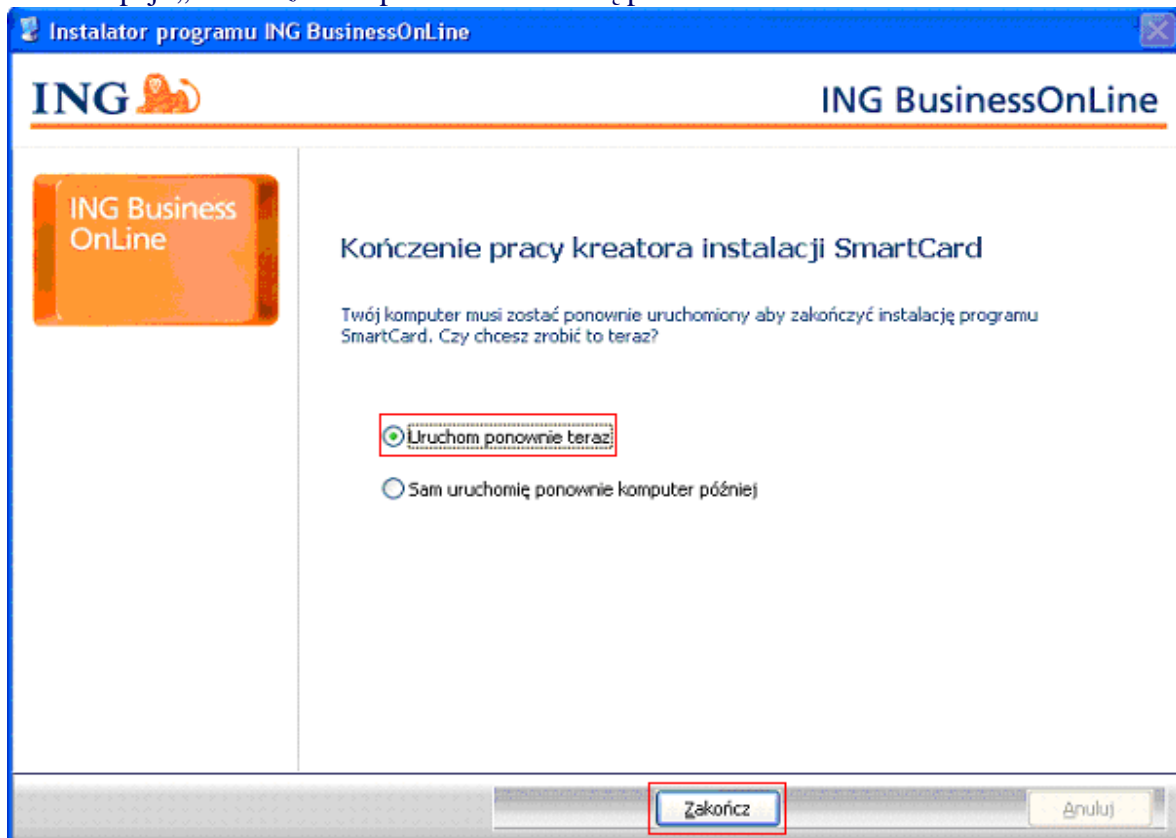 Instalator programu ING BusinessOnLine
ING
ING BusinessOnLine
ING Business
OnLine
Kończenie pracy kreatora instalacji SmartCard
Twój komputer musi zostać ponownie uruchomiony aby zakończyć instalację programu
SmartCard. Czy chcesz zrobić to teraz?
Uruchom ponownie teraz
Sam uruchomię ponownie komputer później
Zakończ
Anuluj